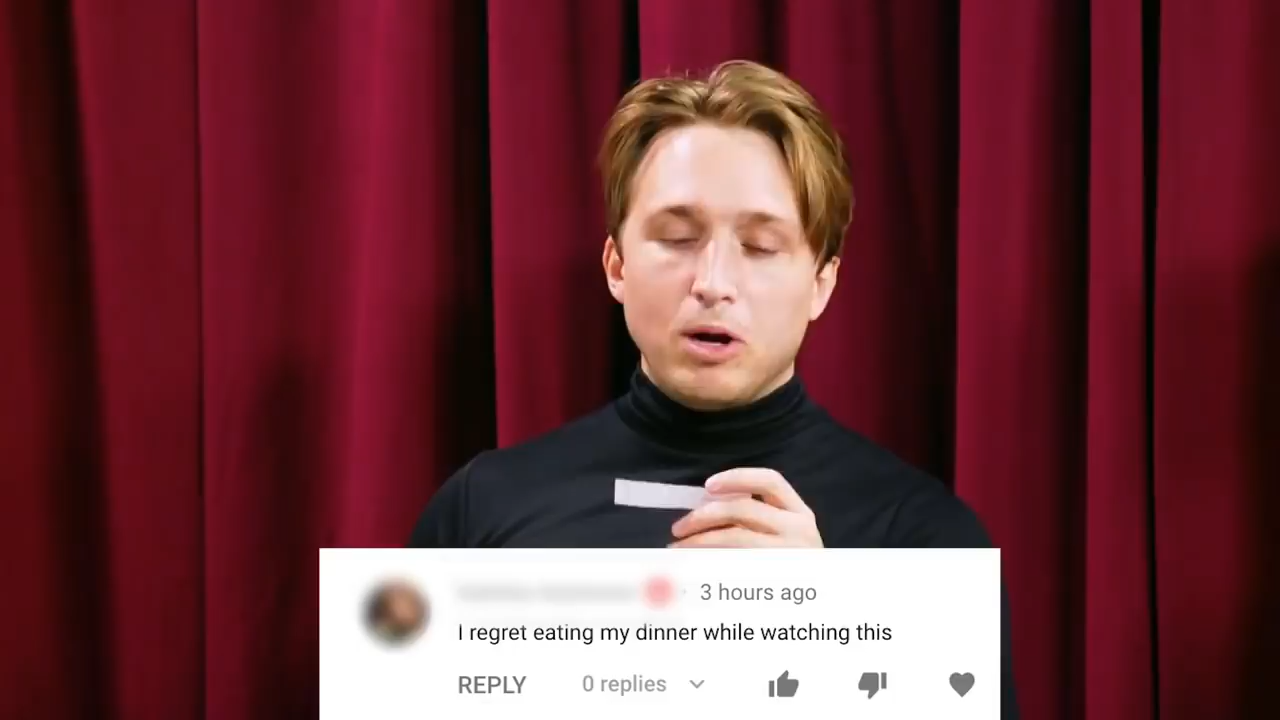 3 hours ago
I regret eating my dinner while watching this
REPLY 0 replies